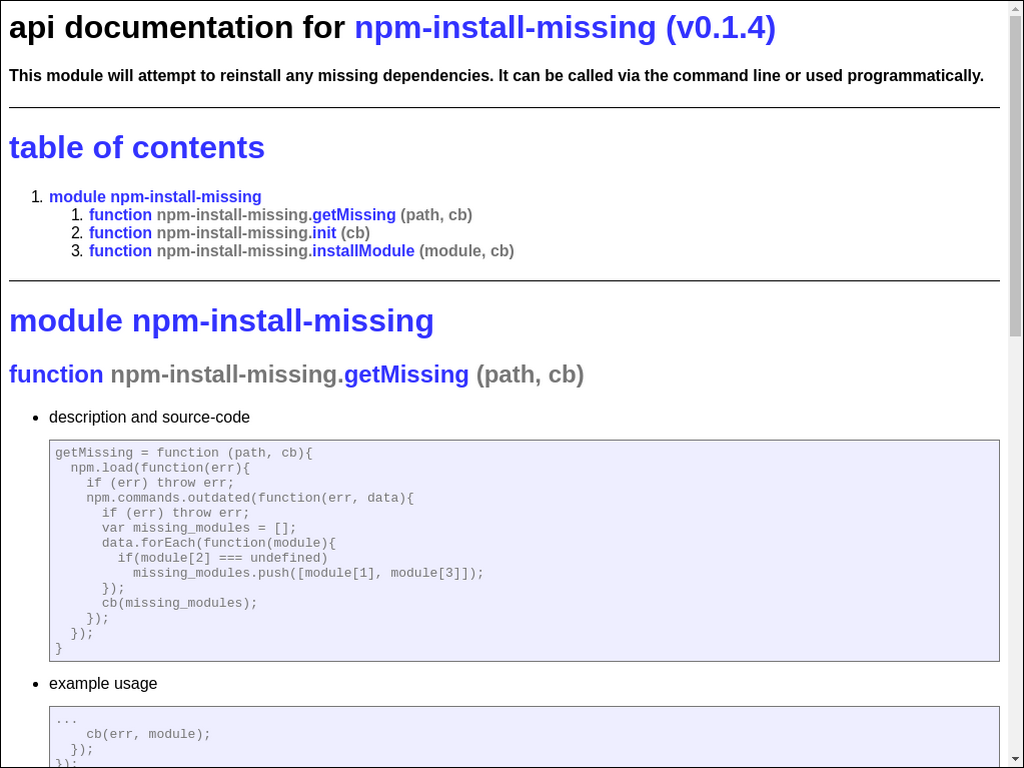 api documentation for npm-install-missing (v0.1.4)
This module will attempt to reinstall any missing dependencies. It can be called via the command line or used programmatically.
table of contents
1. module npm-install-missing
1. function npm-install-missing.getMissing (path, cb)
2. function npm-install-missing.init (cb)
3. function npm-install-missing.installModule (module, cb)
module npm-install-missing
function npm-install-missing.getMissing (path, cb)
• description and source-code
getMissing = function (path, cb){
  npm.load(function(err){
    if (err) throw err;
    npm.commands.outdated(function(err, data){
      if (err) throw err;
      var missing_modules = [];
      data.forEach(function(module){
        if(module[2] === undefined)
          missing_modules.push([module[1], module[3]]);
      });
      cb(missing_modules);
    });
  });
}
• example usage
...
    cb(err, module);
  });
});